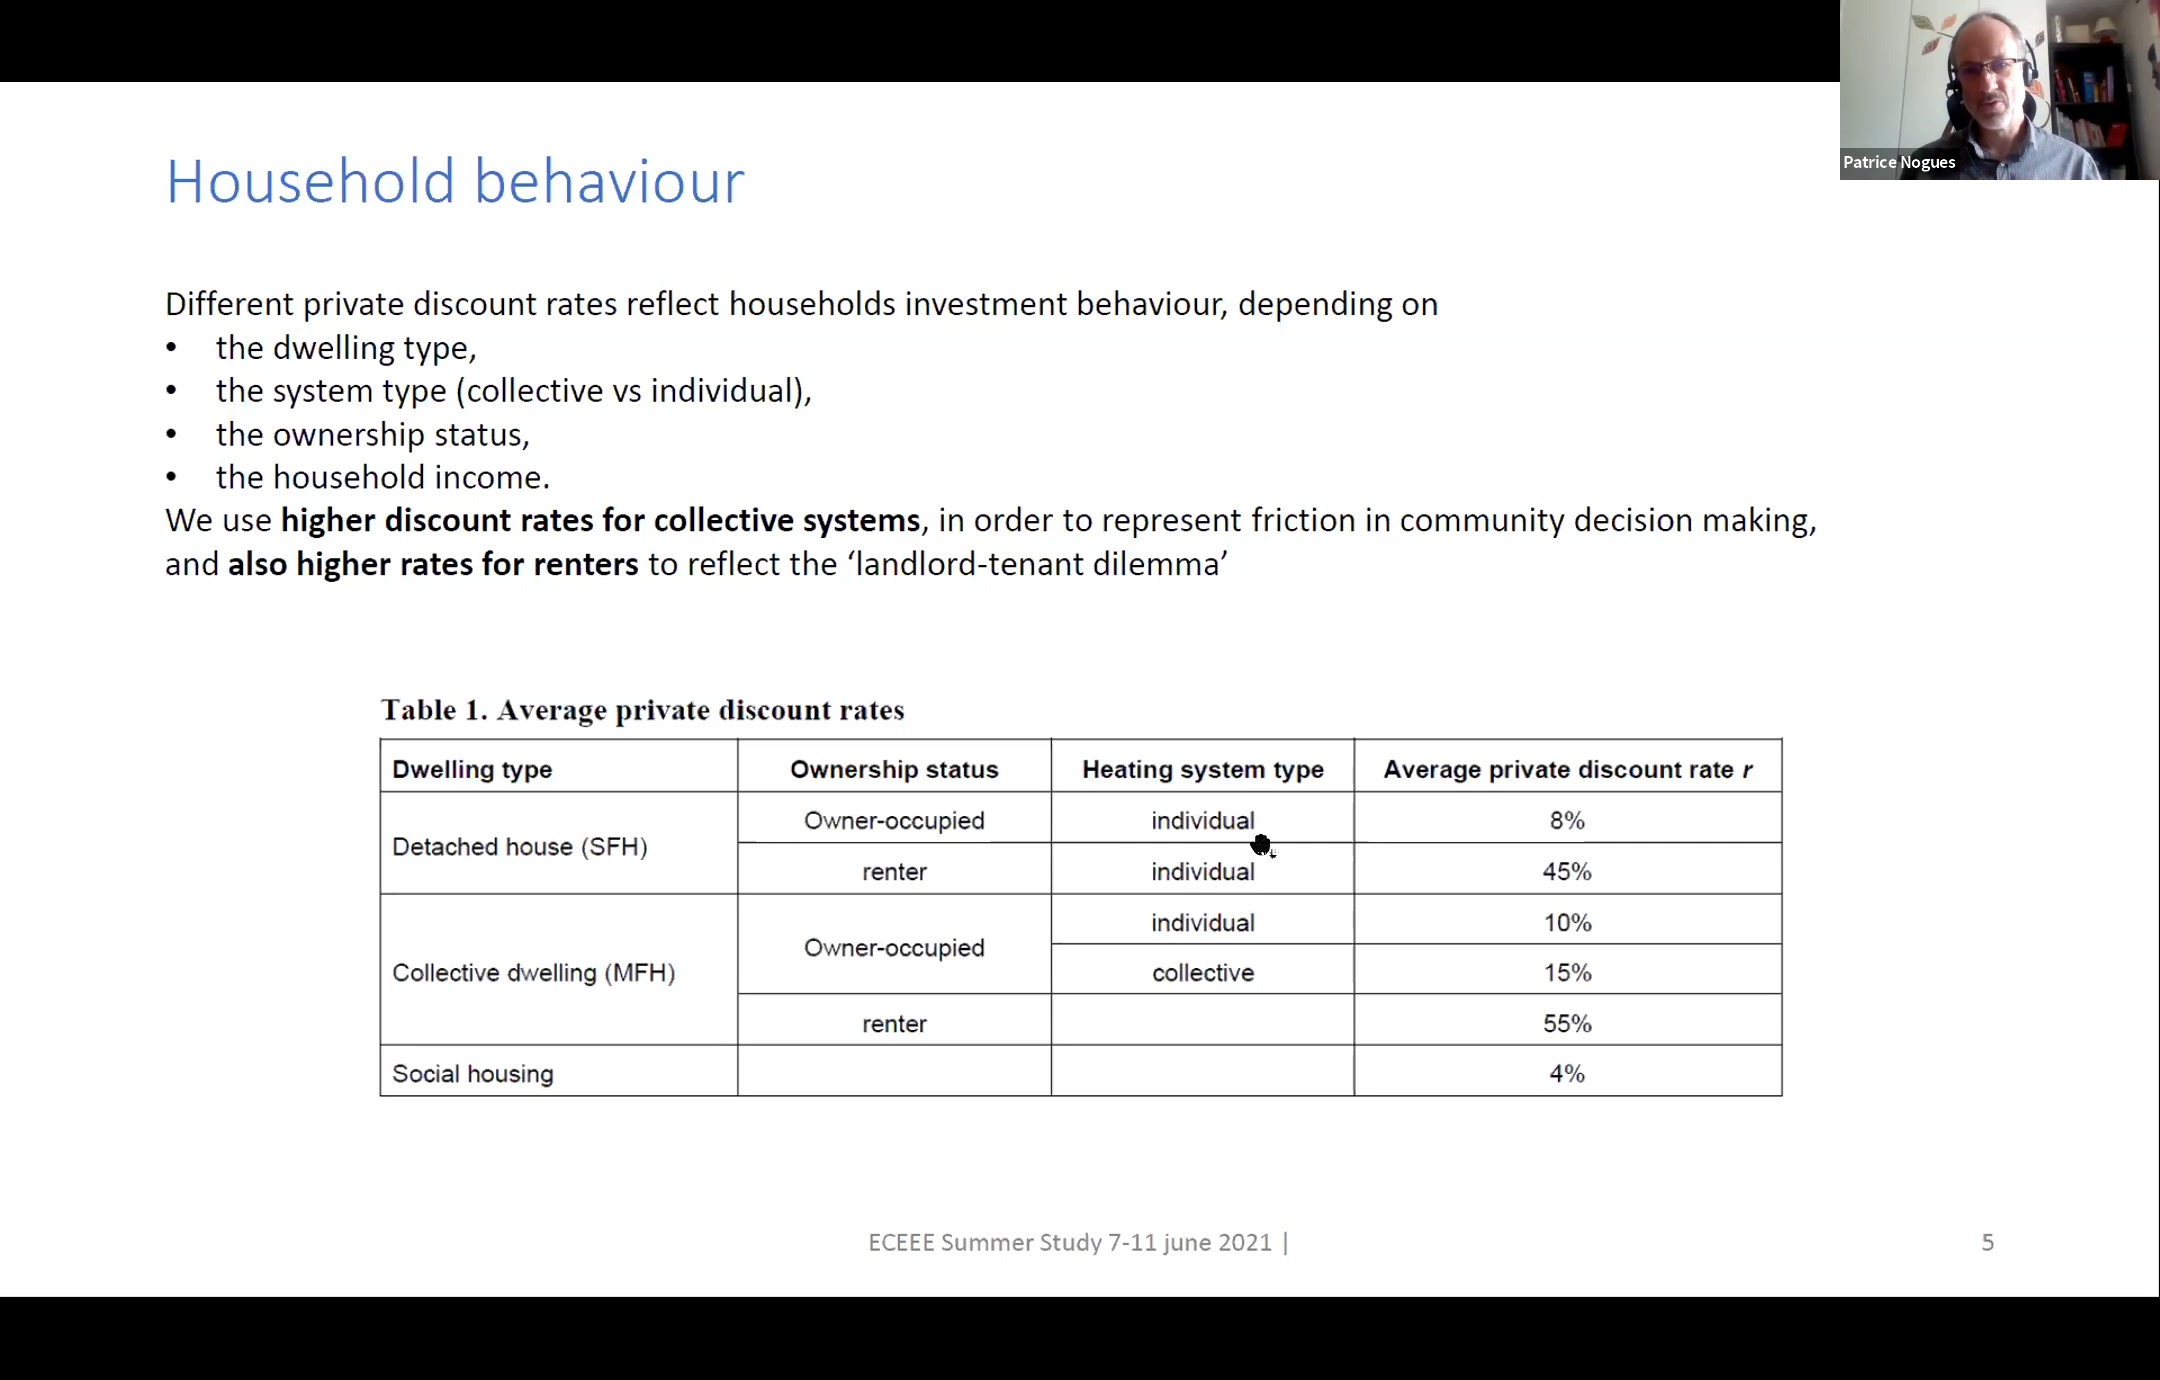 Patrice Nogues
Household behaviour
Different private discount rates reflect households investment behaviour, depending on
• the dwelling type,
• the system type (collective vs individual),
• the ownership status,
• the household income.
We use higher discount rates for collective systems, in order to represent friction in community decision making,
and also higher rates for renters to reflect the ‘landlord-tenant dilemma’
Table 1. Average private discount rates
Dwelling type Ownership status Heating system type Average private discount rate r
Detached house (SFH) Owner-occupied individual 8%
renter individual 45%
Collective dwelling (MFH) Owner-occupied individual 10%
collective 15%
renter 55%
Social housing 4%
ECEEE Summer Study 7-11 june 2021 |
5